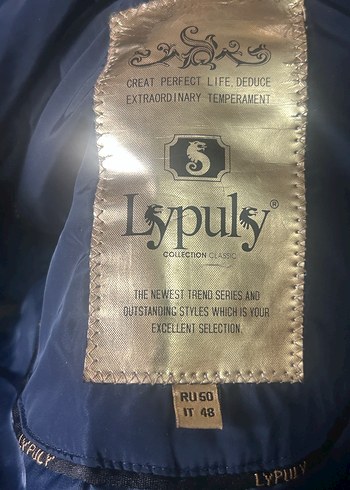 CREAT PERFECT LIFE, DEDUCE
EXTRAORDINARY TEMPERAMENT
Lypuly®
COLLECTION CLASSIC
THE NEWEST TREND SERIES AND
OUTSTANDING STYLES WHICH IS YOUR
EXCELLENT SELECTION
RU 50
IT 48
LYPULY
LYPULY